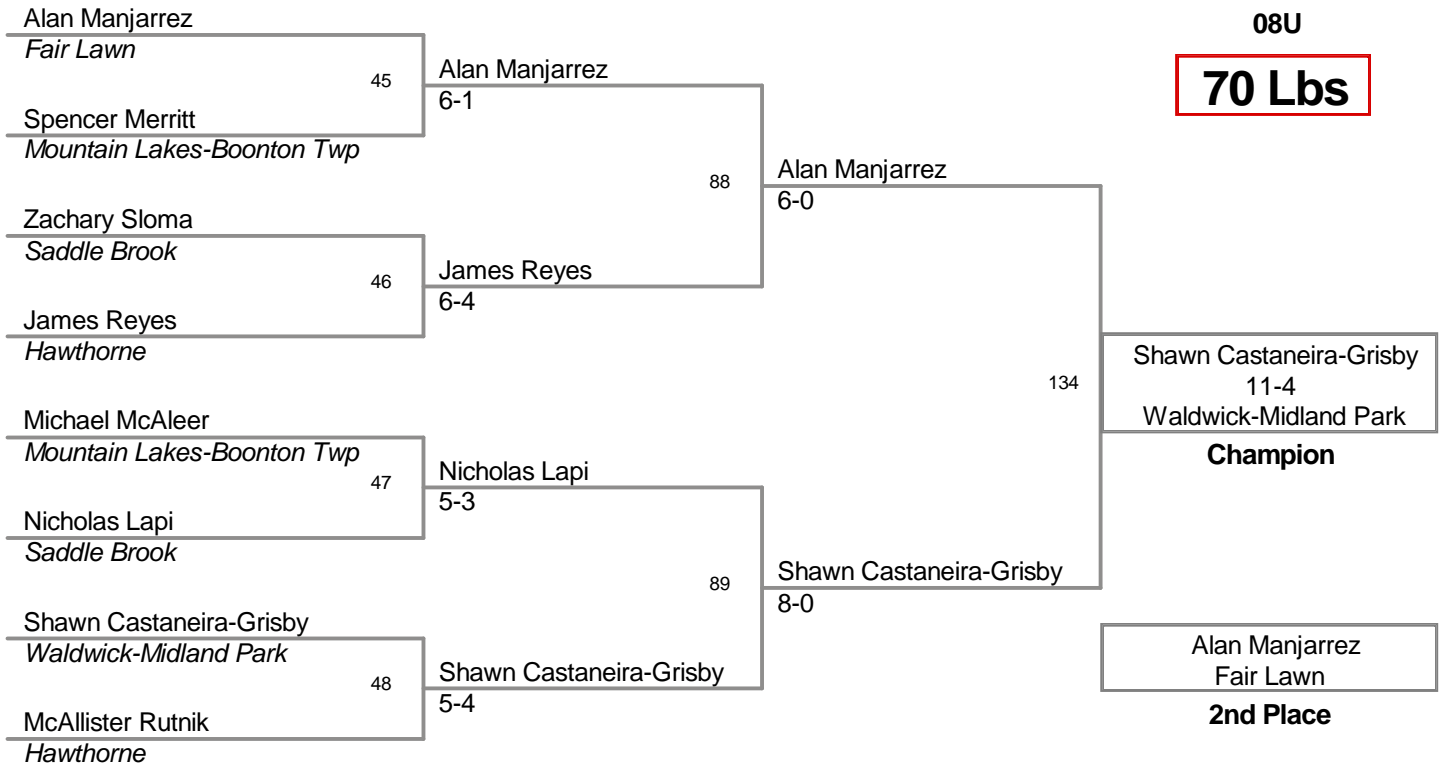 Alan Manjarrez
Fair Lawn
45
Spencer Merritt
Mountain Lakes-Boonton Twp
Zachary Sloma
Saddle Brook
46
James Reyes
Hawthorne
Michael McAleer
Mountain Lakes-Boonton Twp
47
Nicholas Lapi
Saddle Brook
Shawn Castaneira-Grisby
Waldwick-Midland Park
48
McAllister Rutnik
Hawthorne
Alan Manjarrez
6-1
88
James Reyes
6-4
Nicholas Lapi
5-3
89
Shawn Castaneira-Grisby
5-4
Alan Manjarrez
6-0
134
Shawn Castaneira-Grisby
8-0
08U
70 Lbs
Shawn Castaneira-Grisby
11-4
Waldwick-Midland Park
Champion
Alan Manjarrez
Fair Lawn
2nd Place